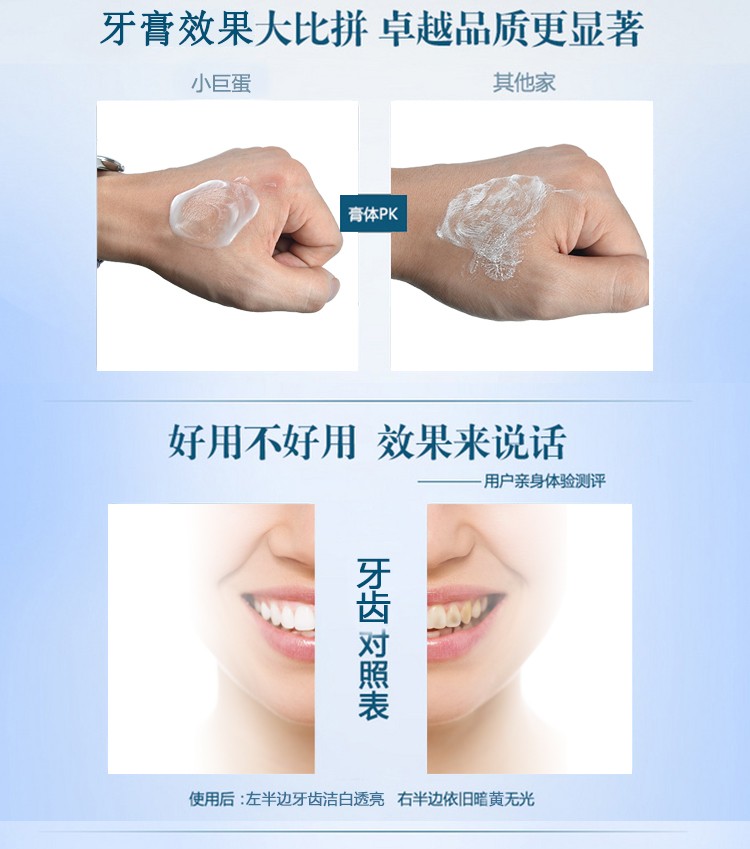 牙膏效果大比拼 卓越品质更显著
小巨蛋 其他家
膏体PK
好用不好用 效果来说话
———用户亲身体验测评
牙齿对照表
使用后:左半边牙齿洁白透亮 右半边依旧暗黄无光